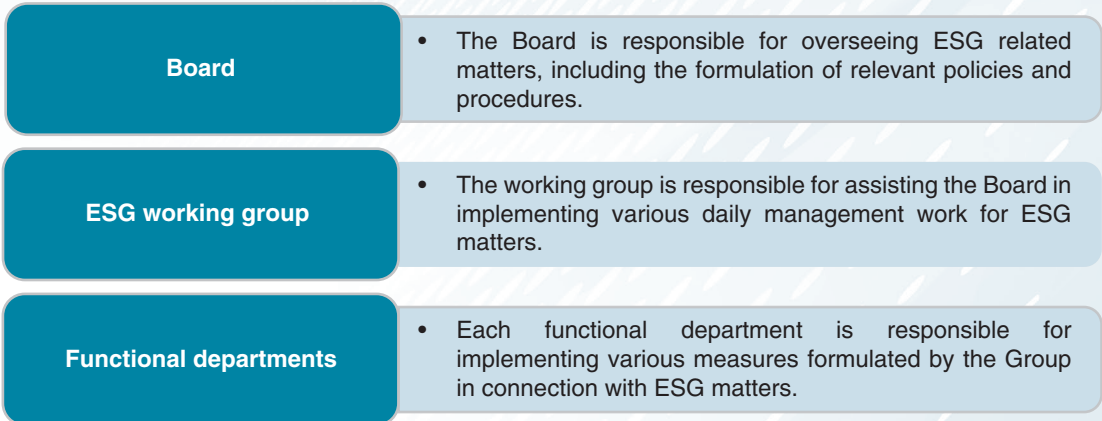 Board
• The Board is responsible for overseeing ESG related
matters, including the formulation of relevant policies and
procedures.
ESG working group
• The working group is responsible for assisting the Board in
implementing various daily management work for ESG
matters.
Functional departments
• Each functional department is responsible for
implementing various measures formulated by the Group
in connection with ESG matters.